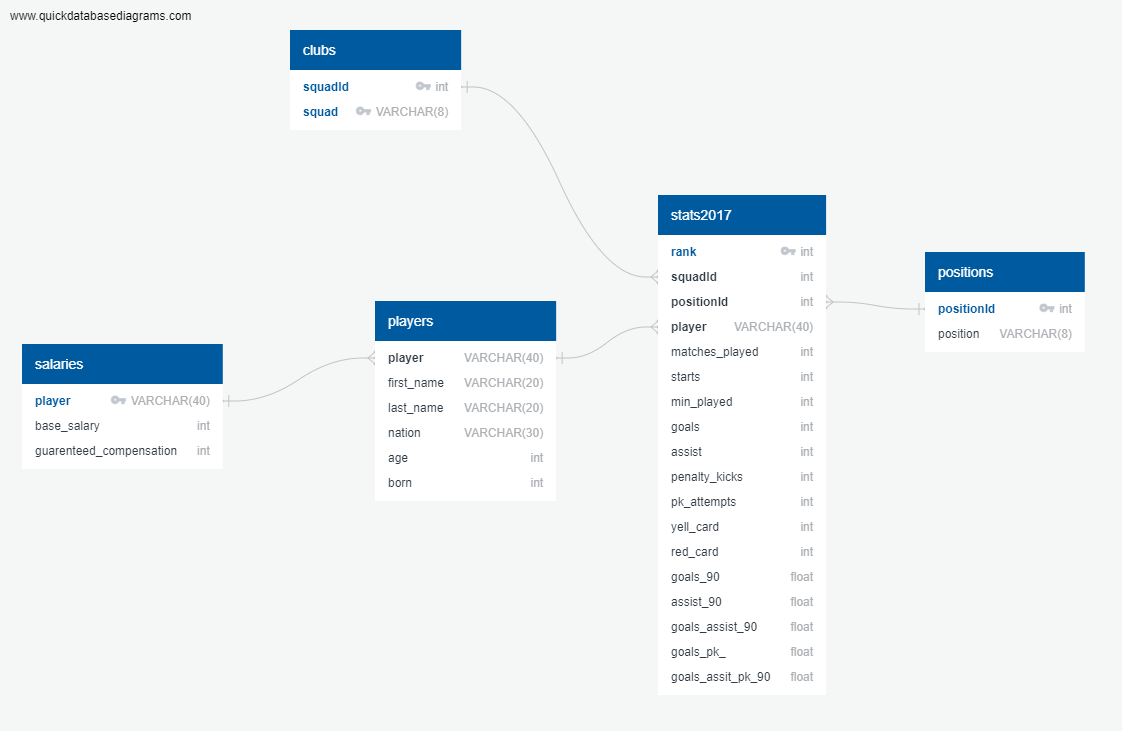 www.quickdatabasediagrams.com
clubs
squadId int
squad VARCHAR(8)
stats2017
rank int
squadId int
positionId int
player VARCHAR(40)
matches_played int
starts int
min_played int
goals int
assist int
penalty_kicks int
pk_attempts int
yell_card int
red_card int
goals_90 float
assist_90 float
goals_assist_90 float
goals_pk_ float
goals_assit_pk_90 float
positions
positionId int
position VARCHAR(8)
players
player VARCHAR(40)
first_name VARCHAR(20)
last_name VARCHAR(20)
nation VARCHAR(30)
age int
born int
salaries
player VARCHAR(40)
base_salary int
guarenteed_compensation int